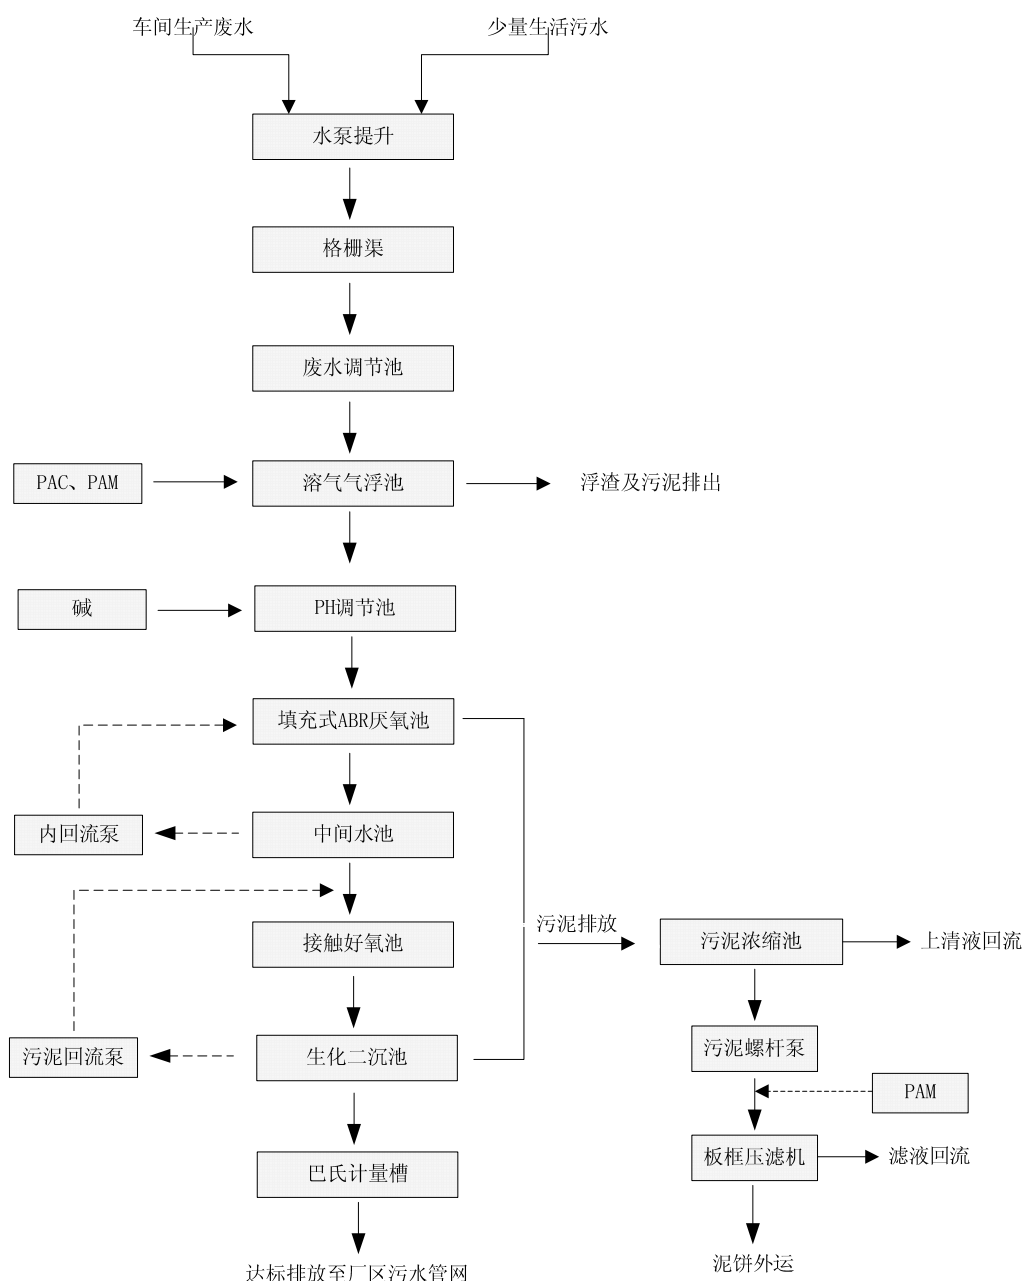 车间生产废水
少量生活污水
水泵提升
格栅渠
废水调节池
PAC、PAM
溶气气浮池
浮渣及污泥排出
碱
PH调节池
填充式ABR厌氧池
内回流泵
中间水池
接触好氧池
污泥排放
污泥浓缩池
上清液回流
污泥回流泵
生化二沉池
污泥螺杆泵
PAM
巴氏计量槽
板框压滤机
滤液回流
达标排放至厂区污水管网
泥饼外运